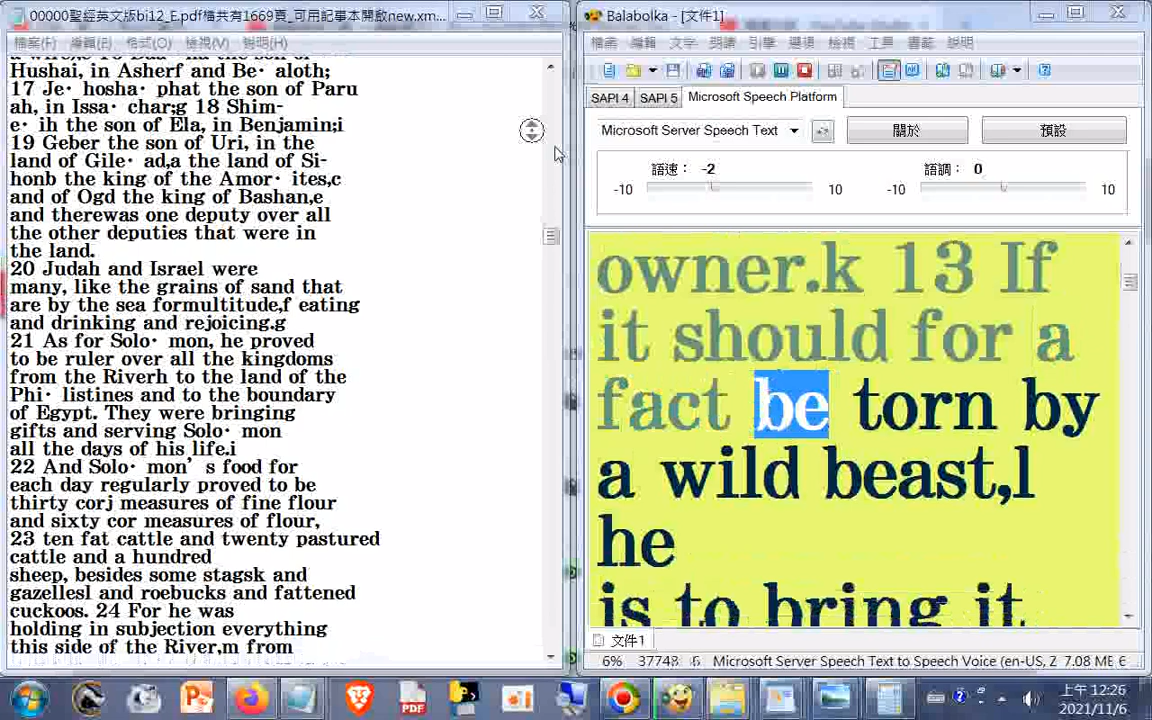 00000聖經英文版bi12_E.pdf檔共有1669頁_可用記事本開啟new.xm...
檔案(F) 編輯(E) 格式(O) 檢視(V) 說明(H)
Hushai, in Asherf and Be· aloth;
17 Je· hosha· phat the son of Paru
ah, in Issa· char;g 18 Shim-
e· ih the son of Ela, in Benjamin;i
19 Geber the son of Uri, in the
land of Gile· ad,a the land of Si-
honb the king of the Amor· ites,c
and of Ogd the king of Bashan,e
and therewas one deputy over all
the other deputies that were in
the land.
20 Judah and Israel were
many, like the grains of sand that
are by the sea formultitude,f eating
and drinking and rejoicing.g
21 As for Solo· mon, he proved
to be ruler over all the kingdoms
from the Riverh to the land of the
Phi· listines and to the boundary
of Egypt. They were bringing
gifts and serving Solo· mon
all the days of his life.i
22 And Solo· mon’ s food for
each day regularly proved to be
thirty corj measures of fine flour
and sixty cor measures of flour,
23 ten fat cattle and twenty pastured
cattle and a hundred
sheep, besides some stagsk and
gazellesl and roebucks and fattened
cuckoos. 24 For he was
holding in subjection everything
this side of the River,m from
Balabolka - [文件1]
檔案 編輯 文字 朗讀 引擎 選項 檢視 工具 書籤 說明
SAPI 4 SAPI 5 Microsoft Speech Platform
Microsoft Server Speech Text 關於 預設
語速： -2 語調： 0
-10 10 -10 10
owner.k 13 If
it should for a
fact be torn by
a wild beast,l
he
is to bring it
文件1
6% 37748 6 Microsoft Server Speech Text to Speech Voice (en-US, Z 7.08 MB 6
上午 12:26
2021/11/6